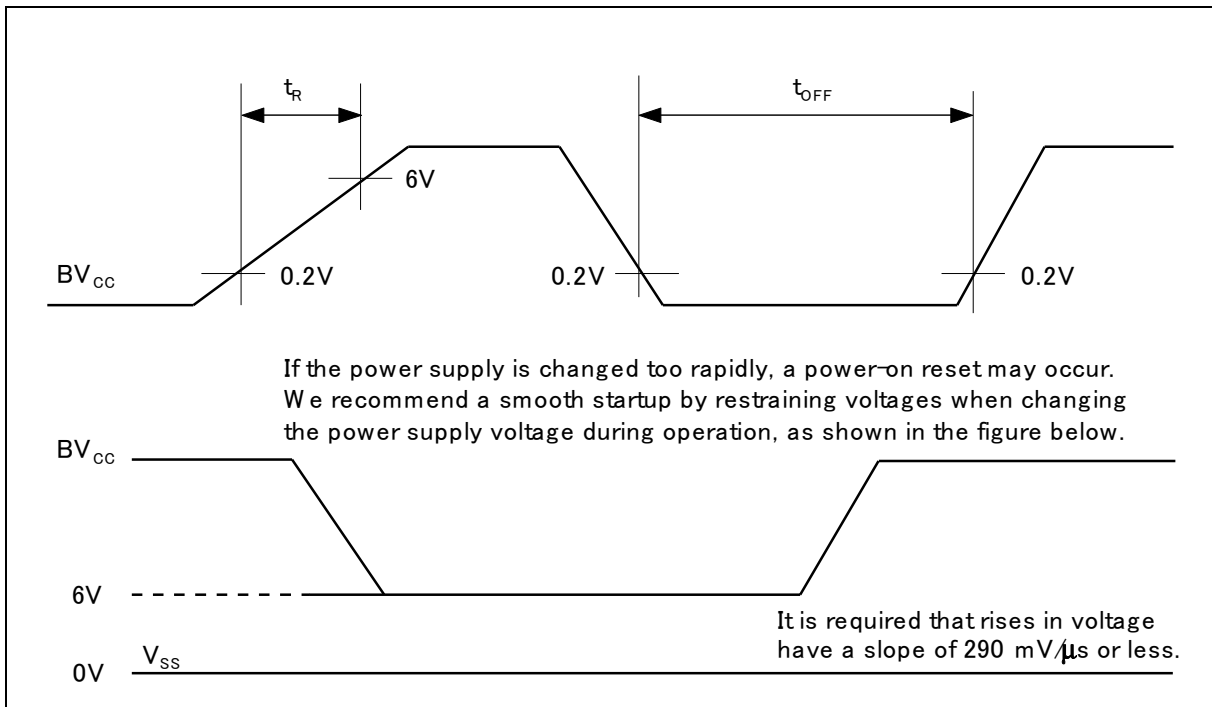 tR
tOFF
6V
BVCC
0.2V
0.2V
0.2V
If the power supply is changed too rapidly, a power-on reset may occur.
We recommend a smooth startup by restraining voltages when changing
the power supply voltage during operation, as shown in the figure below.
BVCC
6V
It is required that rises in voltage
have a slope of 290 mV/μs or less.
VSS
0V